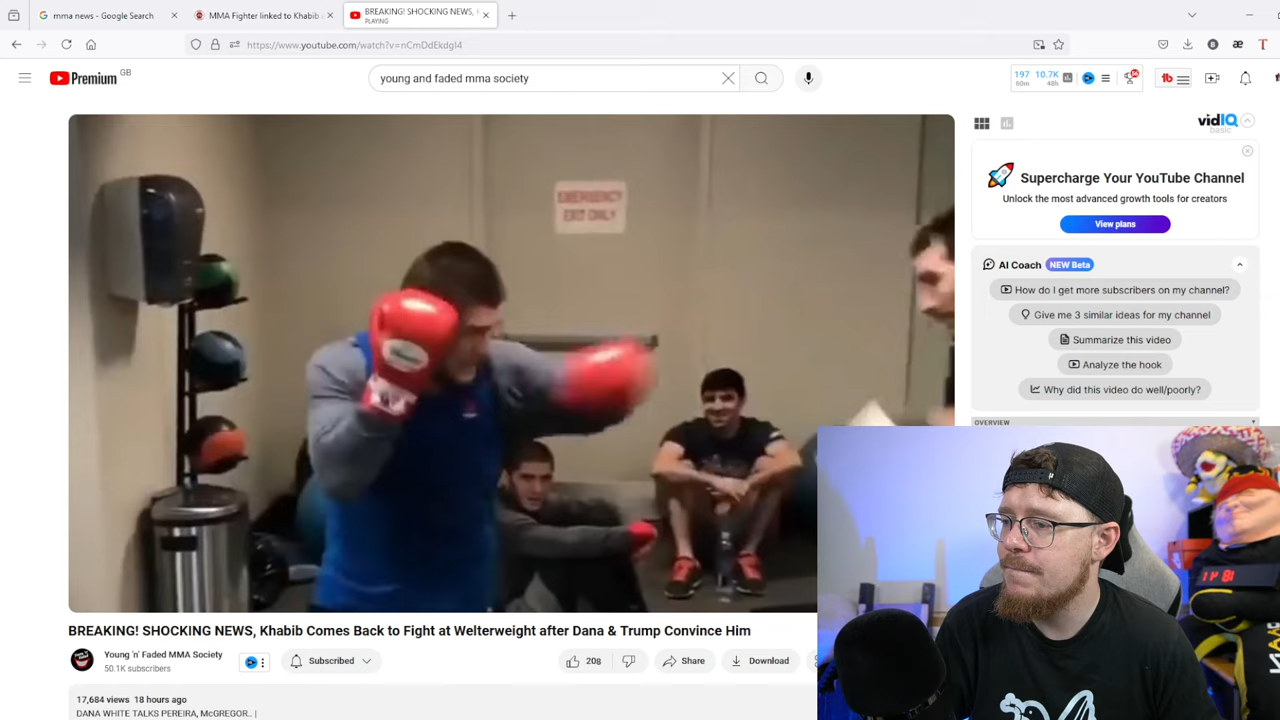 mma news - Google Search
MMA Fighter linked to Khabib
BREAKING! SHOCKING NEWS,
PLAYING
https://www.youtube.com/watch?v=nCmDdEkdgI4
Premium
GB
young and faded mma society
197
60m
10.7K
48h
EMERGENCY
EXIT ONLY
vidIQ
basic
Supercharge Your YouTube Channel
Unlock the most advanced growth tools for creators
View plans
AI Coach
NEW Beta
How do I get more subscribers on my channel?
Give me 3 similar ideas for my channel
Summarize this video
Analyze the hook
Why did this video do well/poorly?
OVERVIEW
BREAKING! SHOCKING NEWS, Khabib Comes Back to Fight at Welterweight after Dana & Trump Convince Him
Young 'n' Faded MMA Society
50.1K subscribers
Subscribed
208
Share
Download
17,684 views 18 hours ago
DANA WHITE TALKS PEREIRA, McGREGOR.. |